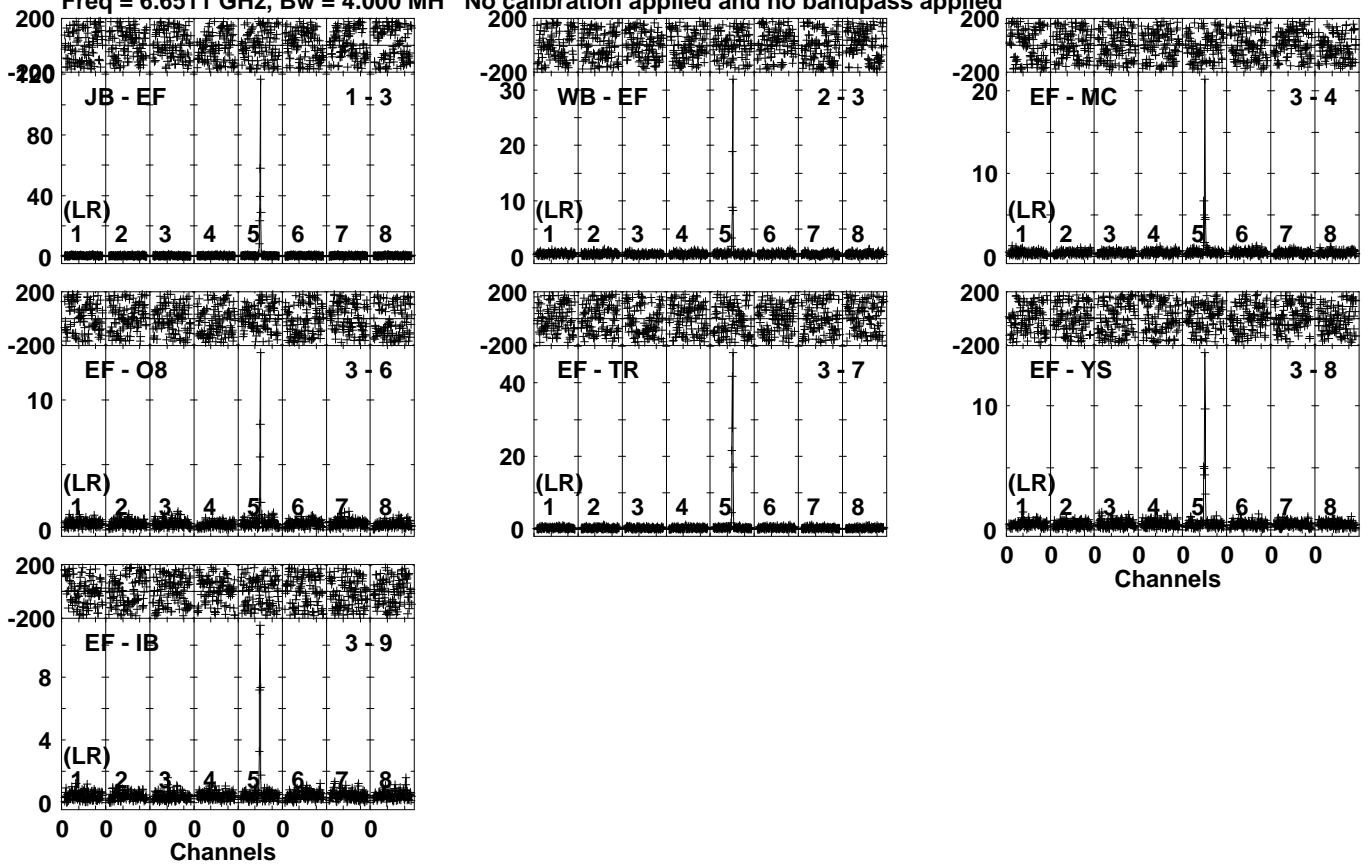 Freq = 6.6511 GHz, Bw = 4.000 MH No calibration applied and no bandpass applied
200 200 200
-200 -200 -200
120 30 20
JB - EF 1 - 3 WB - EF 2 - 3 EF - MC 3 - 4
80 20
40 10 10
(LR) (LR) (LR)
1 2 3 4 5 6 7 8 1 2 3 4 5 6 7 8 1 2 3 4 5 6 7 8
0 0 0
200 200 200
-200 -200 -200
EF - O8 3 - 6 EF - TR 3 - 7 EF - YS 3 - 8
10 40 10
20
(LR) (LR) (LR)
1 2 3 4 5 6 7 8 1 2 3 4 5 6 7 8 1 2 3 4 5 6 7 8
0 0 0
0 0 0 0 0 0 0 0
Channels
200
-200
EF - IB 3 - 9
8
4
(LR)
1 2 3 4 5 6 7 8
0
0 0 0 0 0 0 0 0
Channels